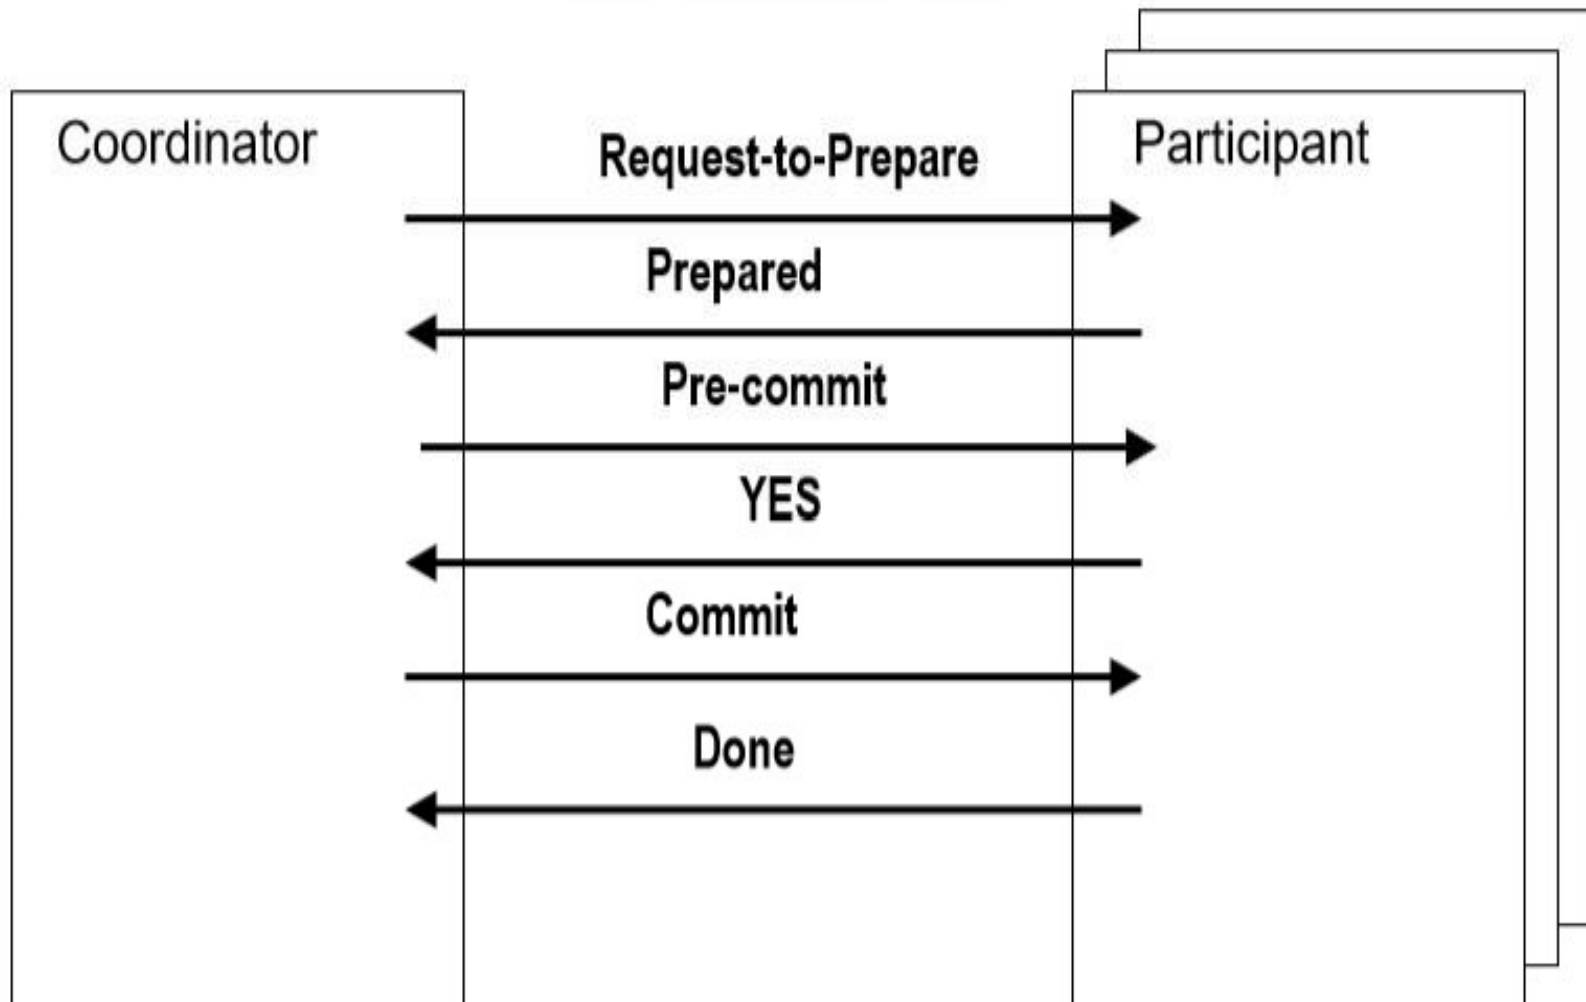 Coordinator
Participant
Request-to-Prepare
Prepared
Pre-commit
YES
Commit
Done